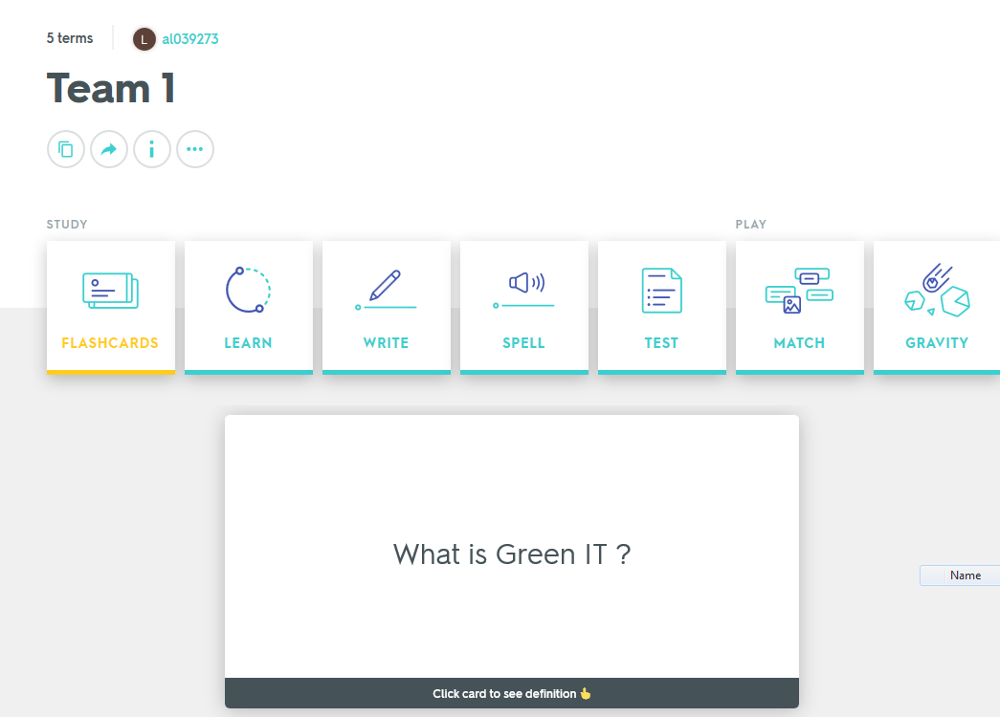 5 terms
L al039273
Team 1
STUDY
PLAY
FLASHCARDS
LEARN
WRITE
SPELL
TEST
MATCH
GRAVITY
What is Green IT ?
Name
Click card to see definition 👆